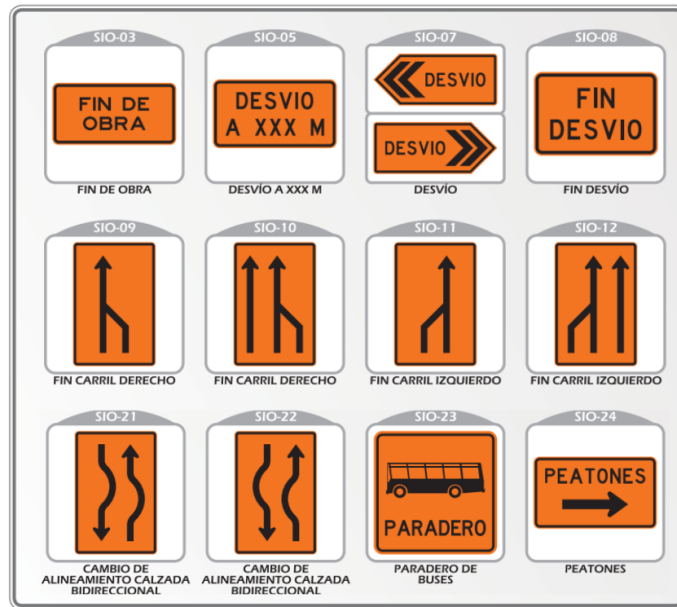 SIO-03
FIN DE
OBRA
FIN DE OBRA
SIO-05
DESVIO
A XXX M
DESVÍO A XXX M
SIO-07
DESVIO
DESVIO
DESVÍO
SIO-08
FIN
DESVIO
FIN DESVÍO
SIO-09
FIN CARRIL DERECHO
SIO-10
FIN CARRIL DERECHO
SIO-11
FIN CARRIL IZQUIERDO
SIO-12
FIN CARRIL IZQUIERDO
SIO-21
CAMBIO DE
ALINEAMIENTO CALZADA
BIDIRECCIONAL
SIO-22
CAMBIO DE
ALINEAMIENTO CALZADA
BIDIRECCIONAL
SIO-23
PARADERO
PARADERO DE
BUSES
SIO-24
PEATONES
PEATONES